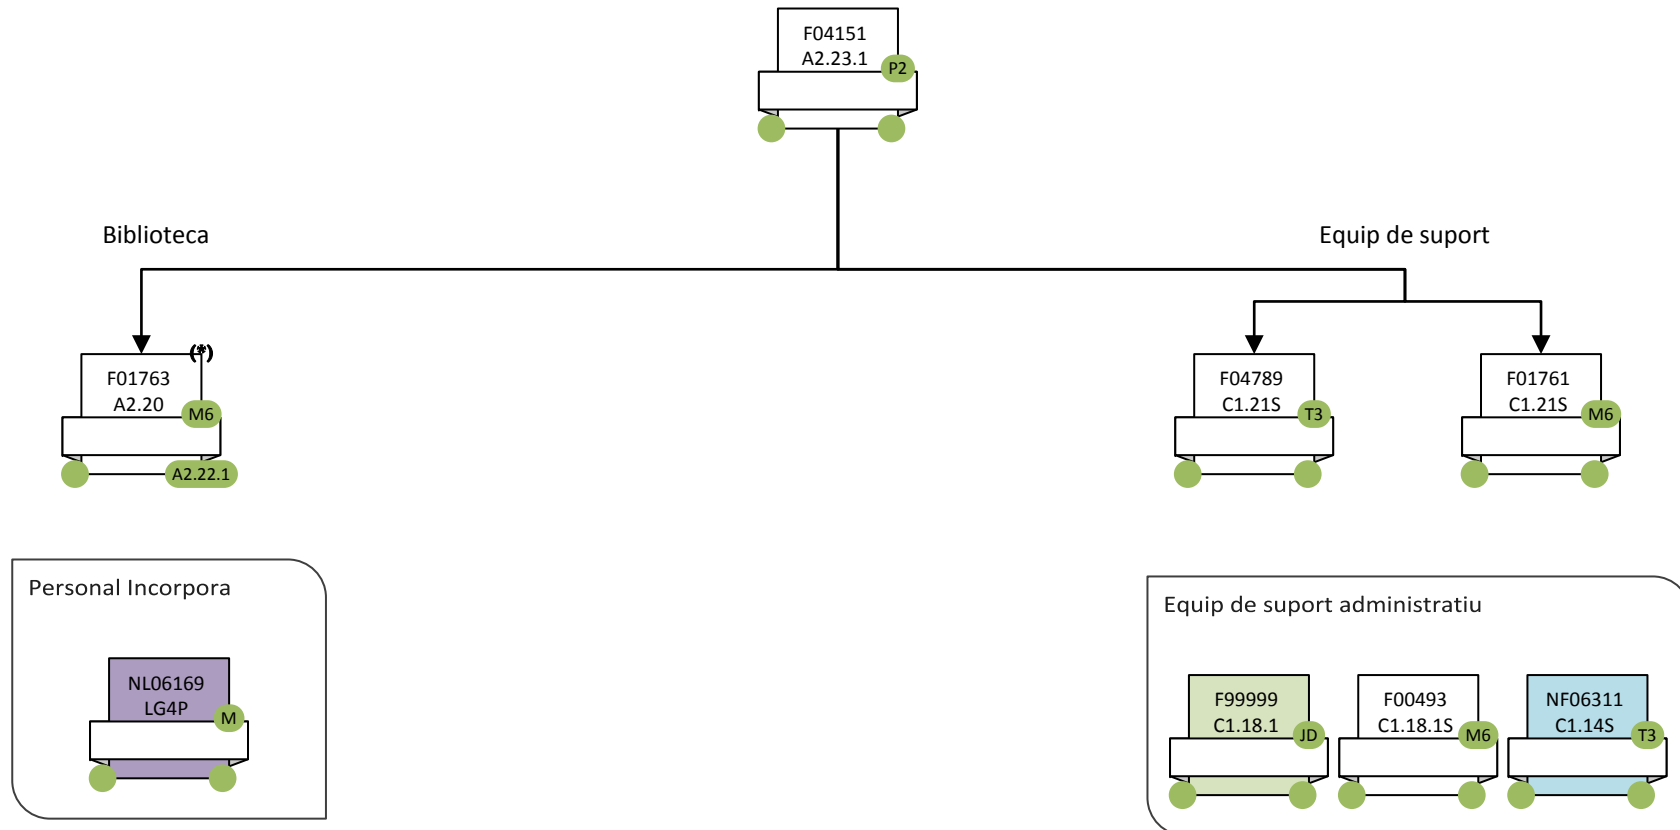 F04151
A2.23.1
P2
Biblioteca
Equip de suport
(*)
F01763
A2.20
M6
A2.22.1
F04789
C1.21S
T3
F01761
C1.21S
M6
Personal Incorpora
NL06169
LG4P
M
Equip de suport administratiu
F99999
C1.18.1
JD
F00493
C1.18.1S
M6
NF06311
C1.14S
T3